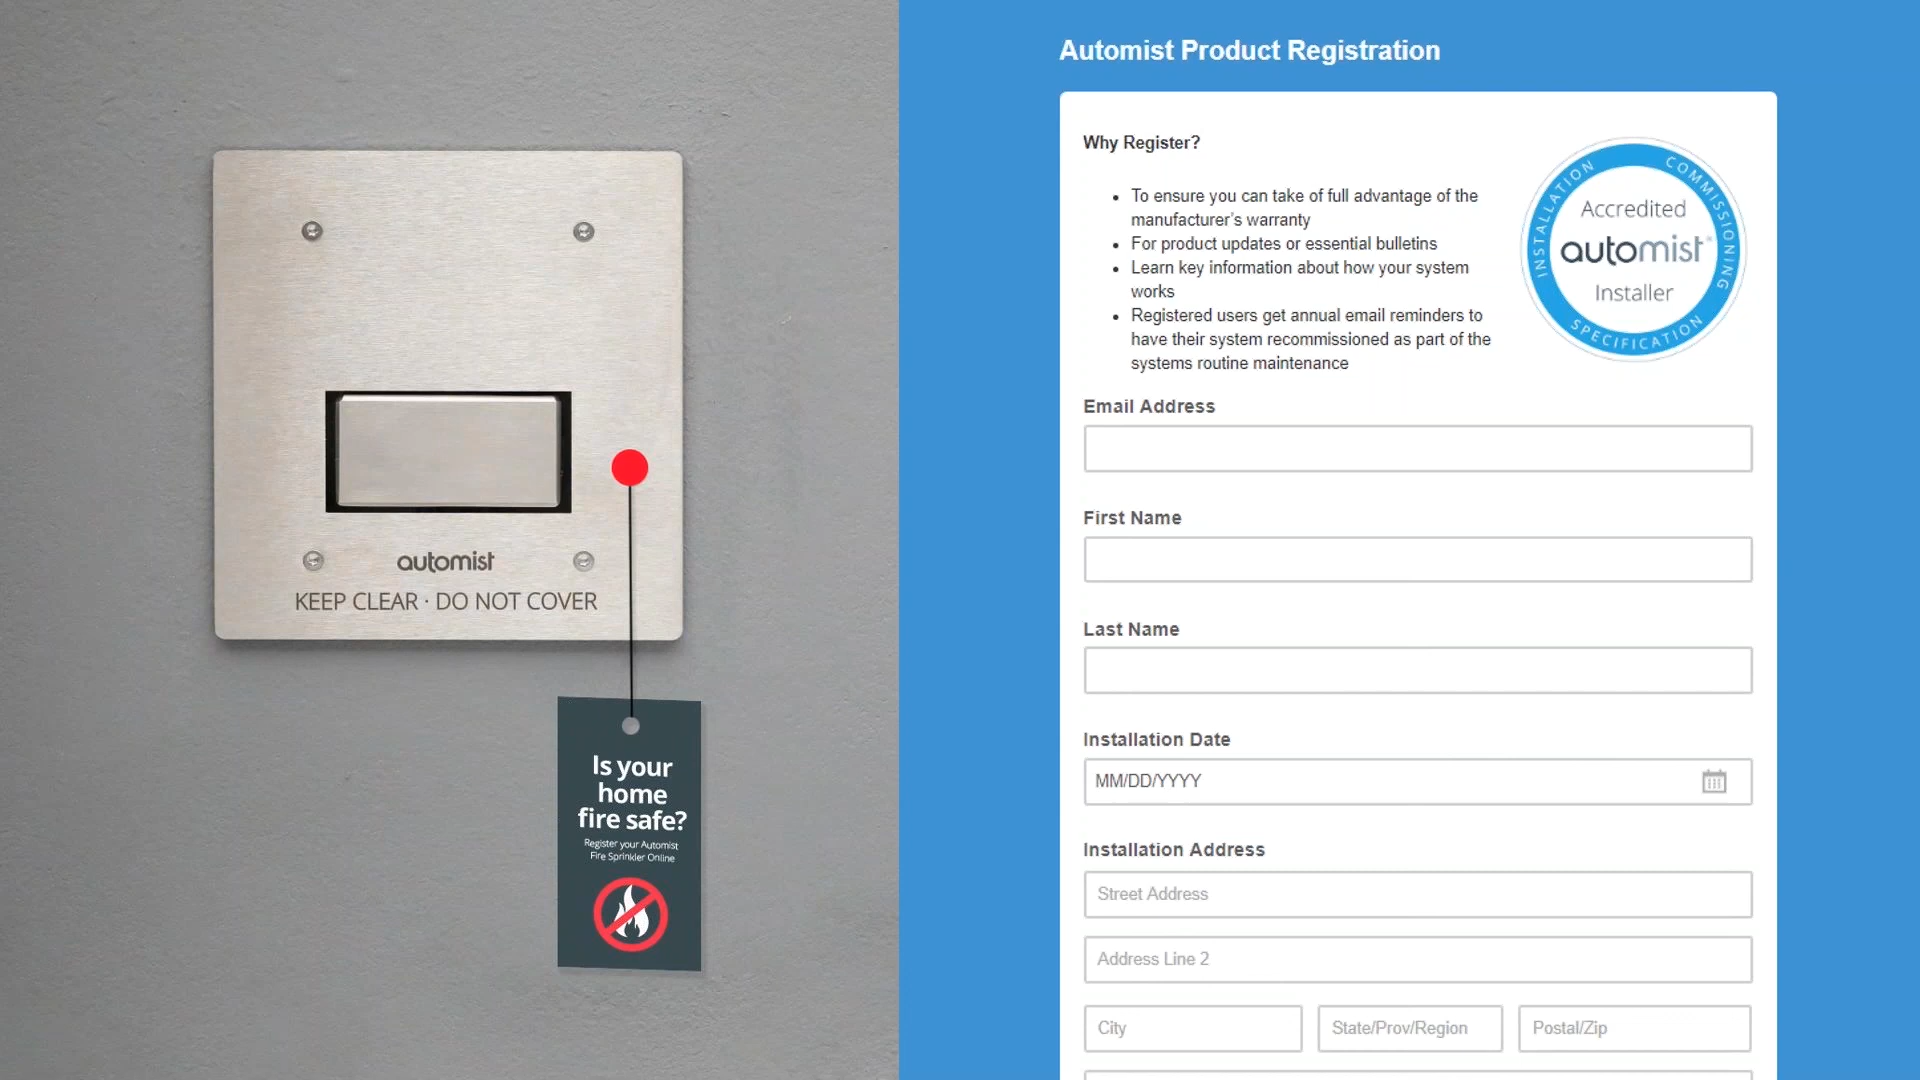 automist
KEEP CLEAR · DO NOT COVER
Is your
home
fire safe?
Register your Automist
Fire Sprinkler Online
Automist Product Registration
Why Register?
To ensure you can take of full advantage of the
manufacturer's warranty
For product updates or essential bulletins
Learn key information about how your system
works
Registered users get annual email reminders to
have their system recommissioned as part of the
systems routine maintenance
INSTALLATION
COMMISSIONING
SPECIFICATION
Accredited
automist®
Installer
Email Address
First Name
Last Name
Installation Date
MM/DD/YYYY
Installation Address
Street Address
Address Line 2
City
State/Prov/Region
Postal/Zip